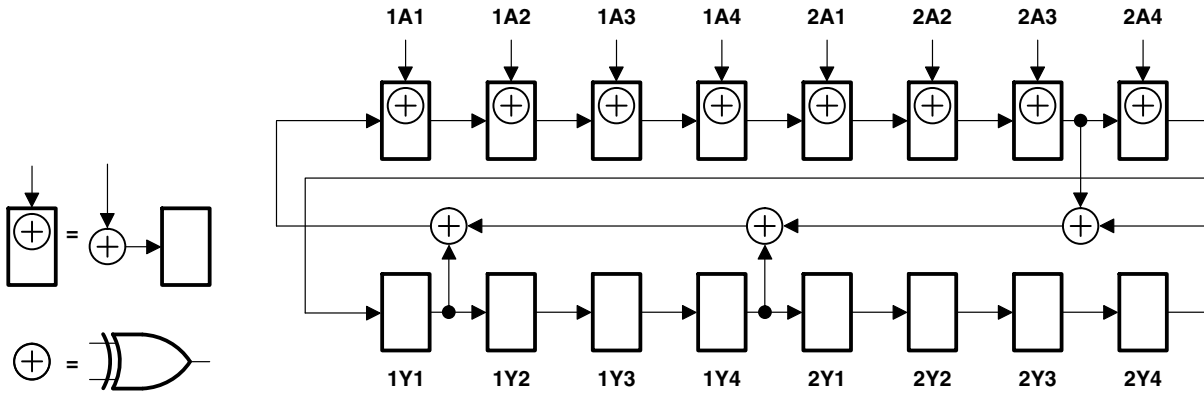 1A1 1A2 1A3 1A4 2A1 2A2 2A3 2A4
=
=
1Y1 1Y2 1Y3 1Y4 2Y1 2Y2 2Y3 2Y4